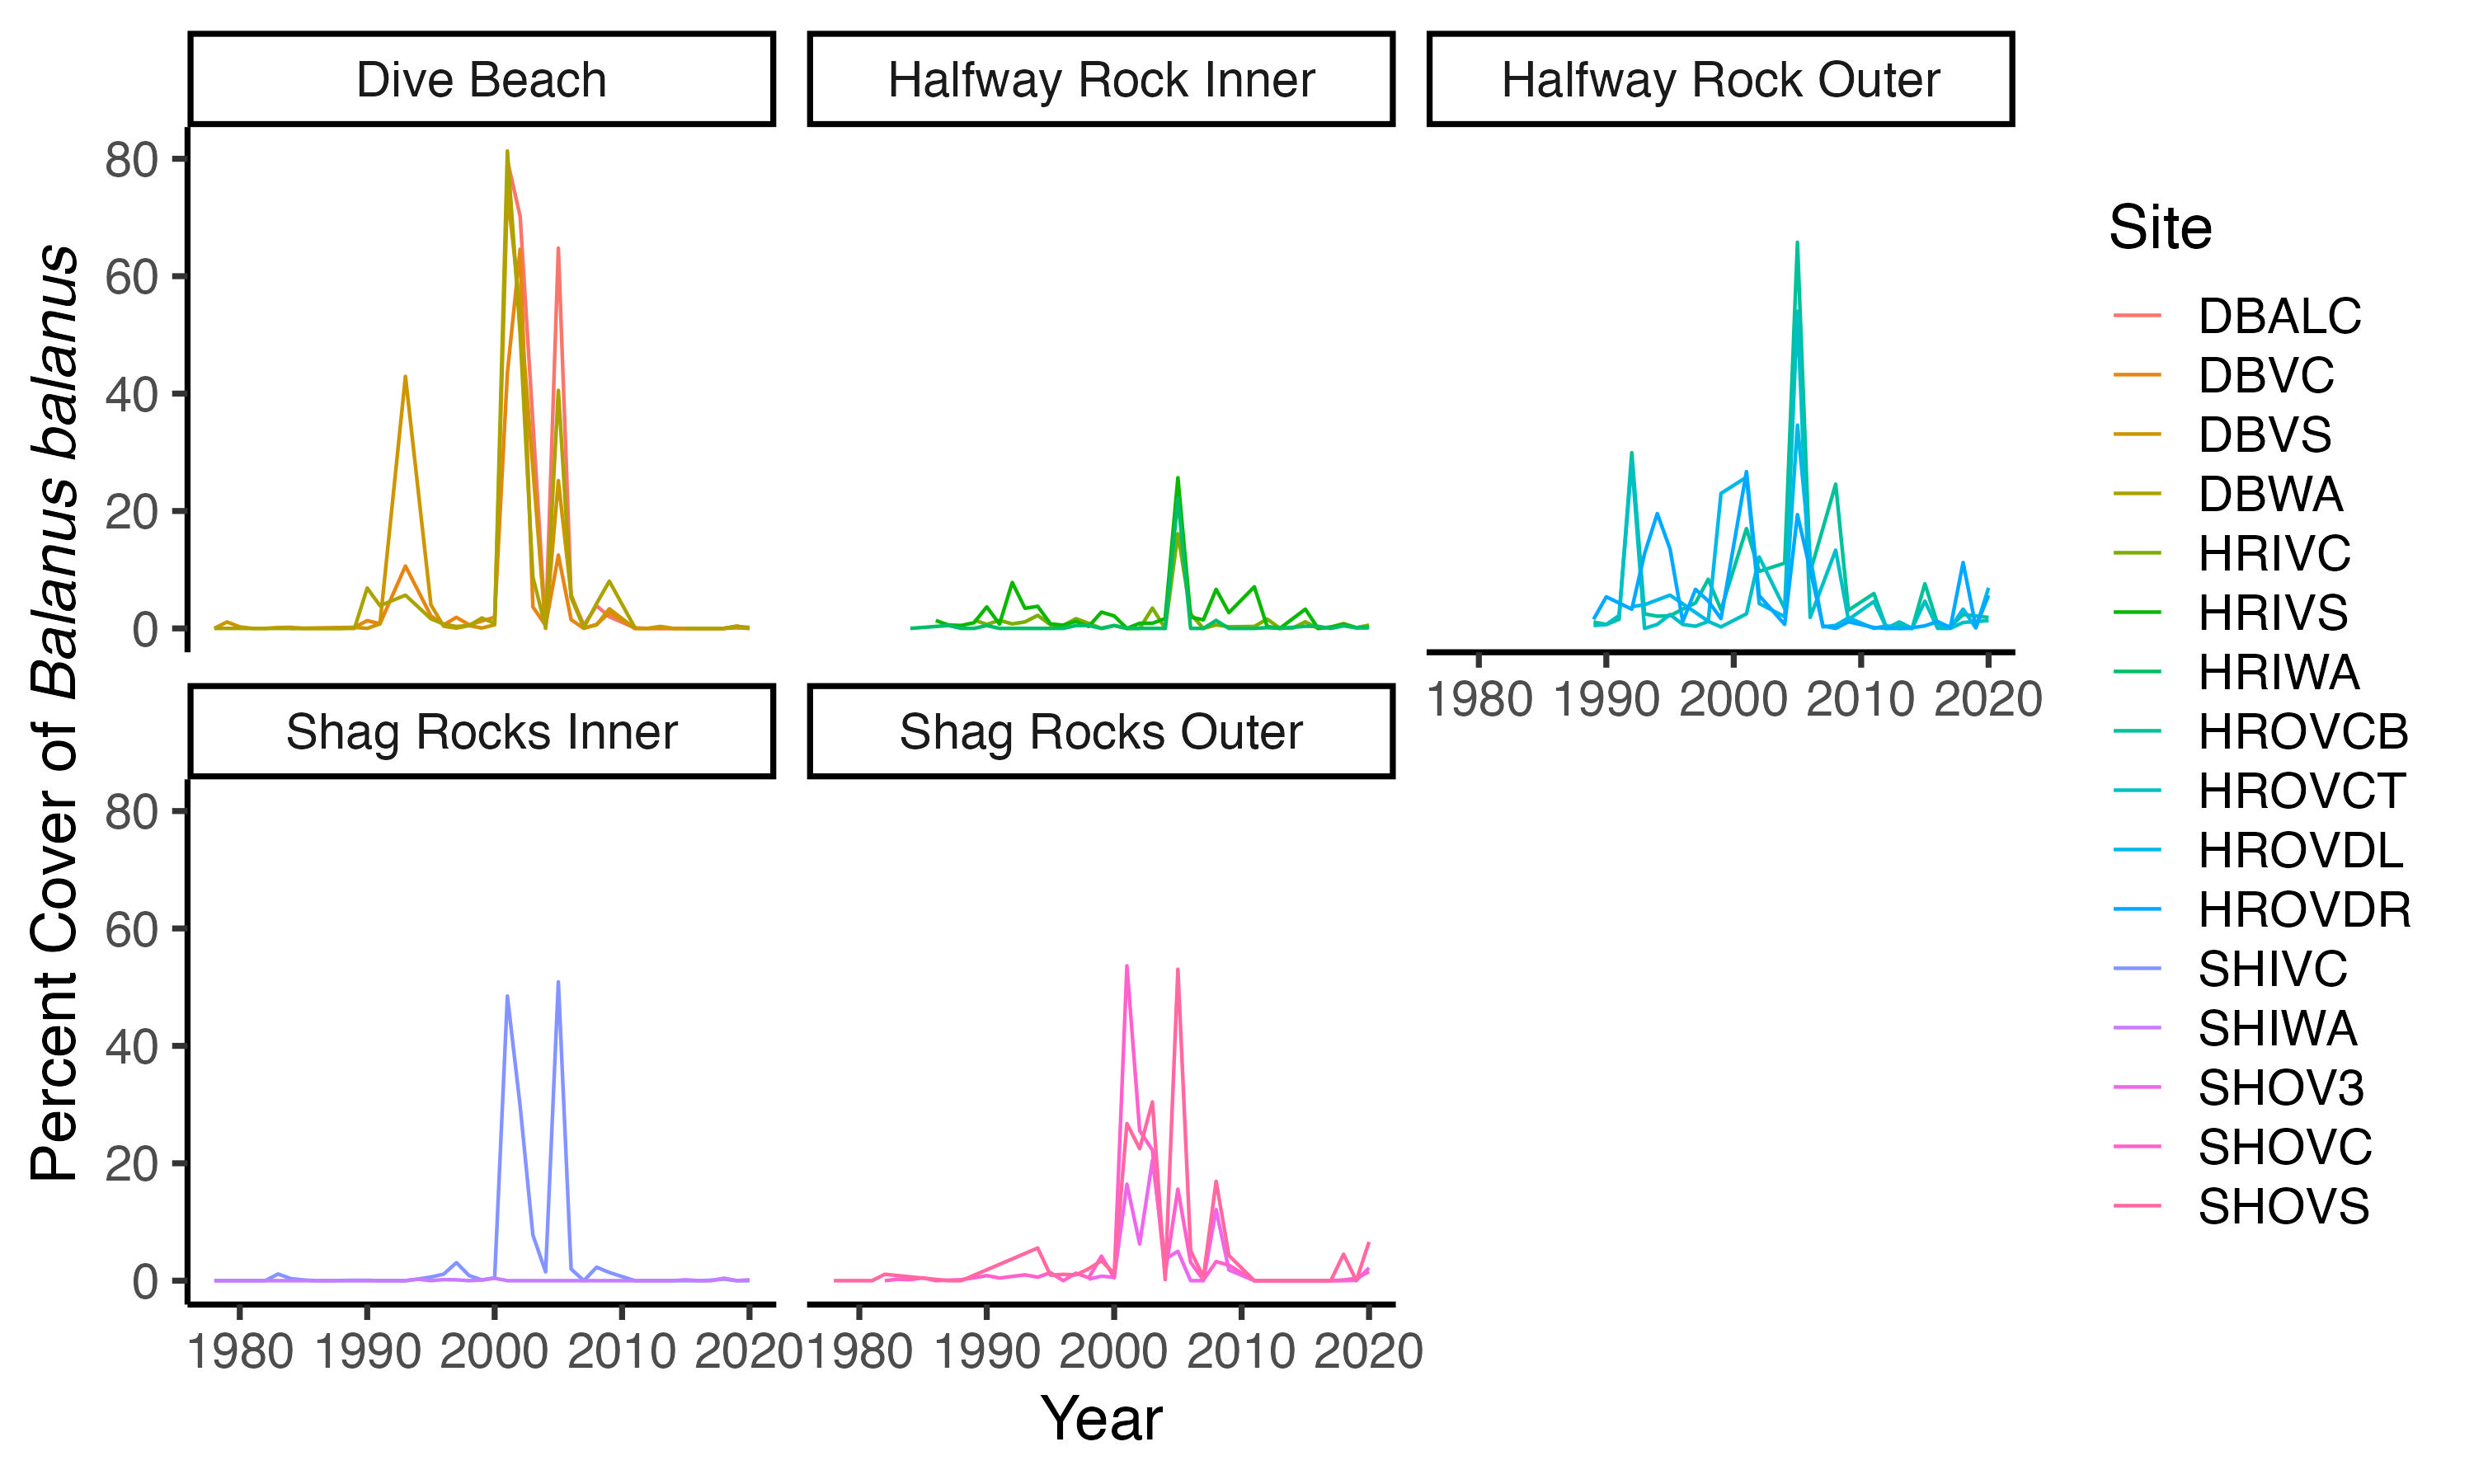 Dive Beach
Halfway Rock Inner
Halfway Rock Outer
80
60
40
20
0
1980 1990 2000 2010 2020
Shag Rocks Inner
Shag Rocks Outer
80
60
40
20
0
1980 1990 2000 2010 2020
1980 1990 2000 2010 2020
Year
Percent Cover of Balanus balanus
Site
DBALC
DBVC
DBVS
DBWA
HRIVC
HRIVS
HRIWA
HROVCB
HROVCT
HROVDL
HROVDR
SHIVC
SHIWA
SHOV3
SHOVC
SHOVS